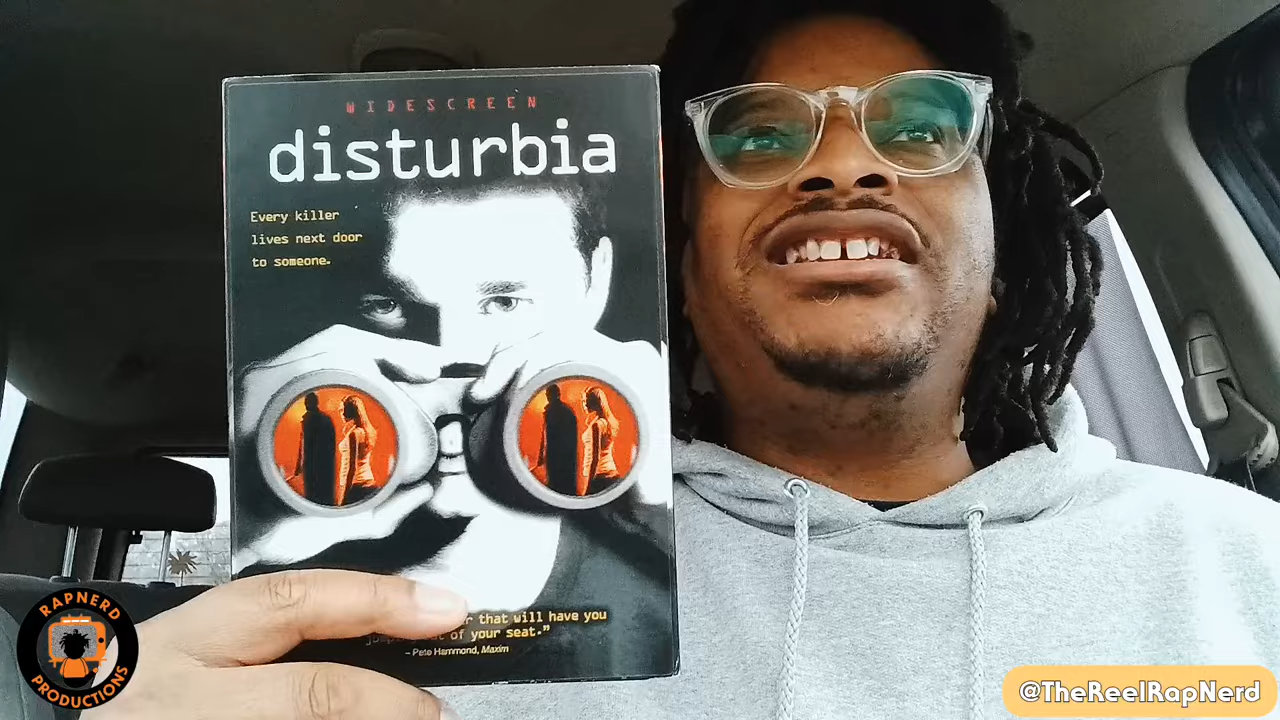 WIDESCREEN
disturbia
Every killer
lives next door
to someone.
that will have you
of your seat."
– Pete Hammond, Maxim
RAPNERD
PRODUCTIONS
@TheReelRapNerd